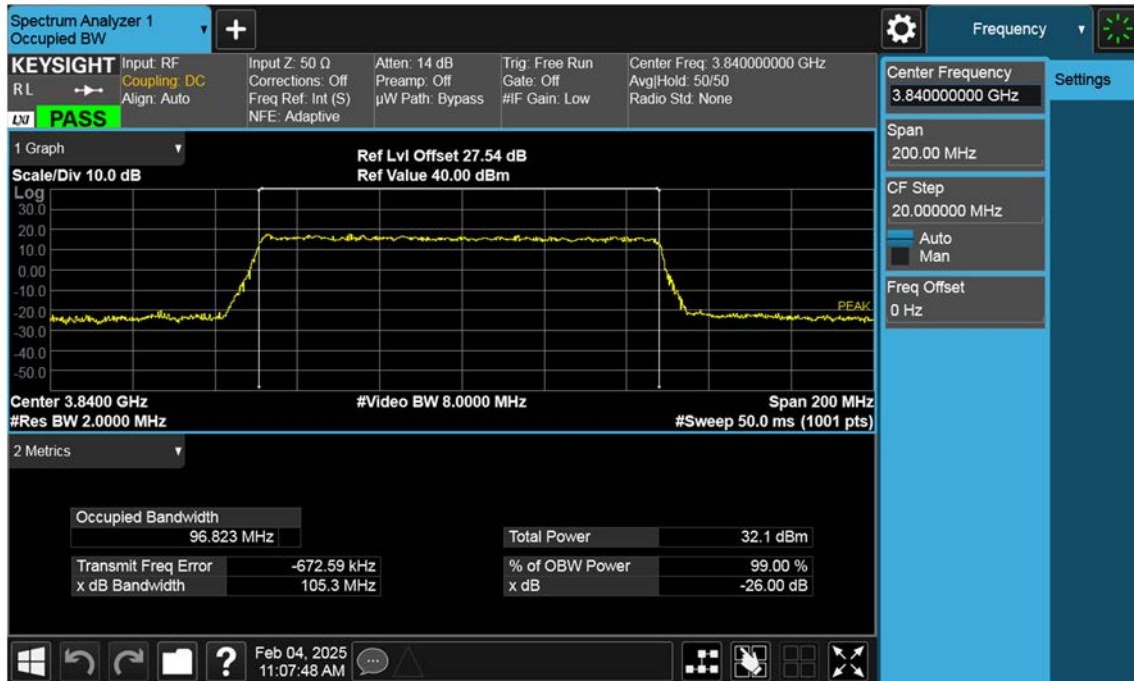 Spectrum Analyzer 1
Occupied BW
Frequency
KEYSIGHT
RL
LXI
PASS
Input: RF
Coupling: DC
Align: Auto
Input Z: 50 Ω
Corrections: Off
Freq Ref: Int (S)
NFE: Adaptive
Atten: 14 dB
Preamp: Off
µW Path: Bypass
Trig: Free Run
Gate: Off
#IF Gain: Low
Center Freq: 3.840000000 GHz
Avg|Hold: 50/50
Radio Std: None
Center Frequency
3.840000000 GHz
Settings
Span
200.00 MHz
CF Step
20.000000 MHz
Auto
Man
Freq Offset
0 Hz
1 Graph
Scale/Div 10.0 dB
Ref Lvl Offset 27.54 dB
Ref Value 40.00 dBm
Log
30.0
20.0
10.0
0.00
-10.0
-20.0
-30.0
-40.0
-50.0
PEAK
Center 3.8400 GHz
#Video BW 8.0000 MHz
Span 200 MHz
#Res BW 2.0000 MHz
#Sweep 50.0 ms (1001 pts)
2 Metrics
Occupied Bandwidth
96.823 MHz
Total Power 32.1 dBm
Transmit Freq Error -672.59 kHz
% of OBW Power 99.00 %
x dB Bandwidth 105.3 MHz
x dB -26.00 dB
Feb 04, 2025
11:07:48 AM